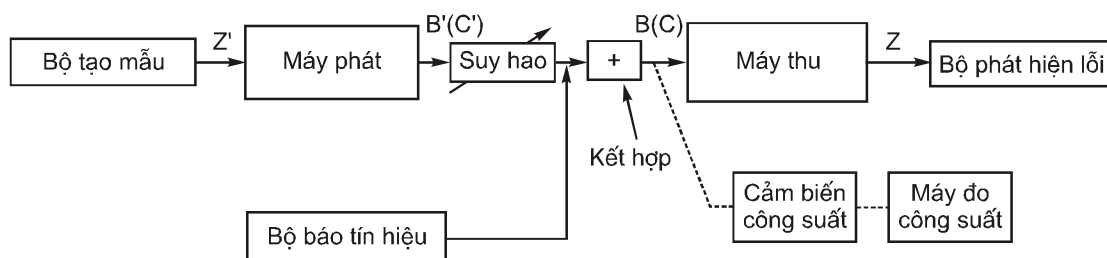 B'(C')
B(C)
Z'
Z
Bộ tạo mẫu
Máy phát
Suy hao
+
Máy thu
Bộ phát hiện lỗi
Kết hợp
Cảm biến
công suất
Máy đo
công suất
Bộ báo tín hiệu